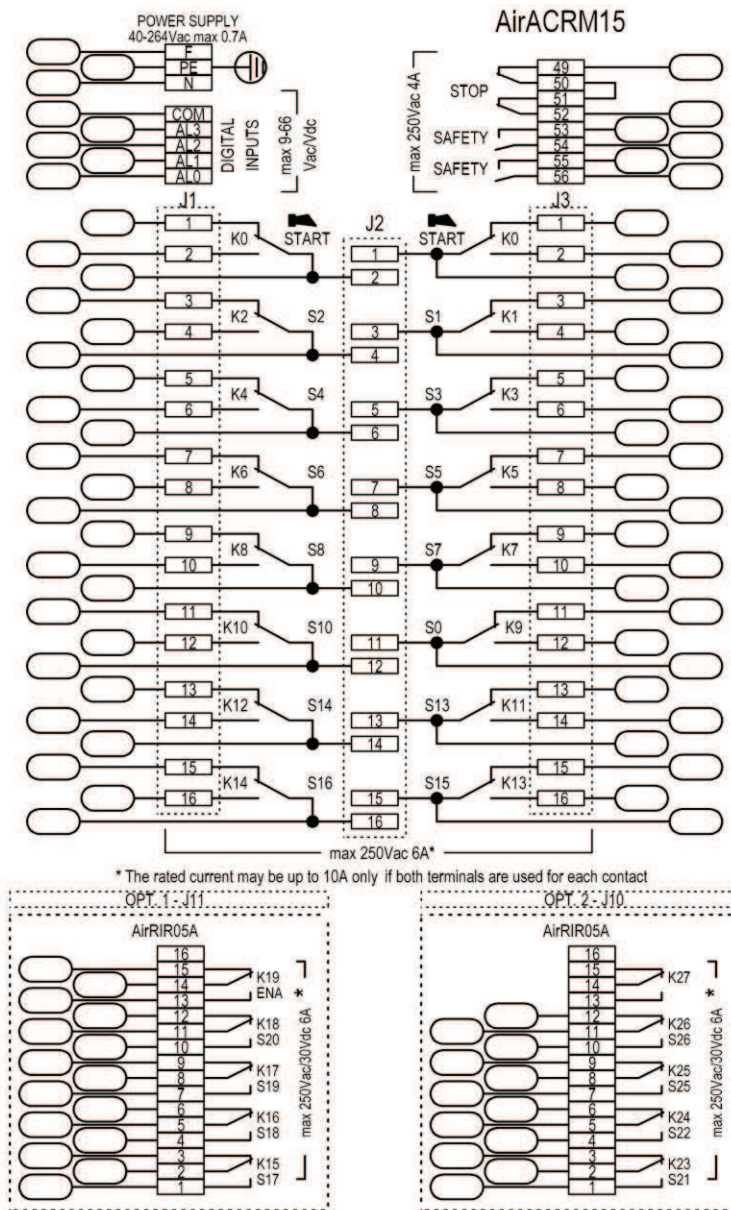 AirACRM15
POWER SUPPLY
40-264Vac max 0.7A
F
PE
N
COM
AL3
AL2
AL1
AL0
DIGITAL
INPUTS
max 9-66
Vac/Vdc
max 250Vac 4A
STOP
SAFETY
SAFETY
49
50
51
52
53
54
55
56
J1
J2
J3
1 K0 START 1 START K0 1
2 2 2
3 K2 S2 3 S1 K1 3
4 4 4
5 K4 S4 5 S3 K3 5
6 6 6
7 K6 S6 7 S5 K5 7
8 8 8
9 K8 S8 9 S7 K7 9
10 10 10
11 K10 S10 11 S0 K9 11
12 12 12
13 K12 S14 13 S13 K11 13
14 14 14
15 K14 S16 15 S15 K13 15
16 16 16
max 250Vac 6A*
* The rated current may be up to 10A only if both terminals are used for each contact
OPT. 1 - J11
AirRIR05A
16
15
14
13
12
11
10
9
8
7
6
5
4
3
2
1
K19
ENA
K18
S20
K17
S19
K16
S18
K15
S17
*
max 250Vac/30Vdc 6A
OPT. 2 - J10
AirRIR05A
16
15
14
13
12
11
10
9
8
7
6
5
4
3
2
1
K27
K26
S26
K25
S25
K24
S22
K23
S21
*
max 250Vac/30Vdc 6A